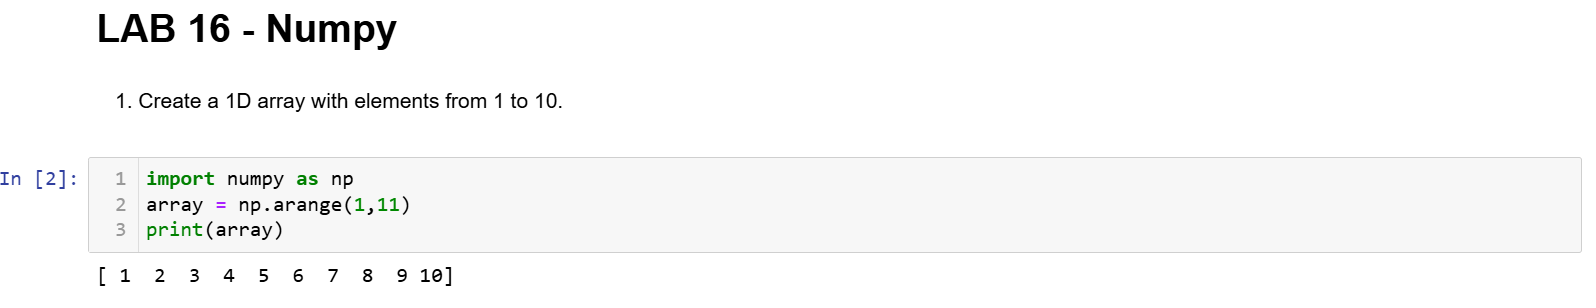 LAB 16 - Numpy
1. Create a 1D array with elements from 1 to 10.
In [2]:
1 import numpy as np
2 array = np.arange(1,11)
3 print(array)
[ 1  2  3  4  5  6  7  8  9 10]